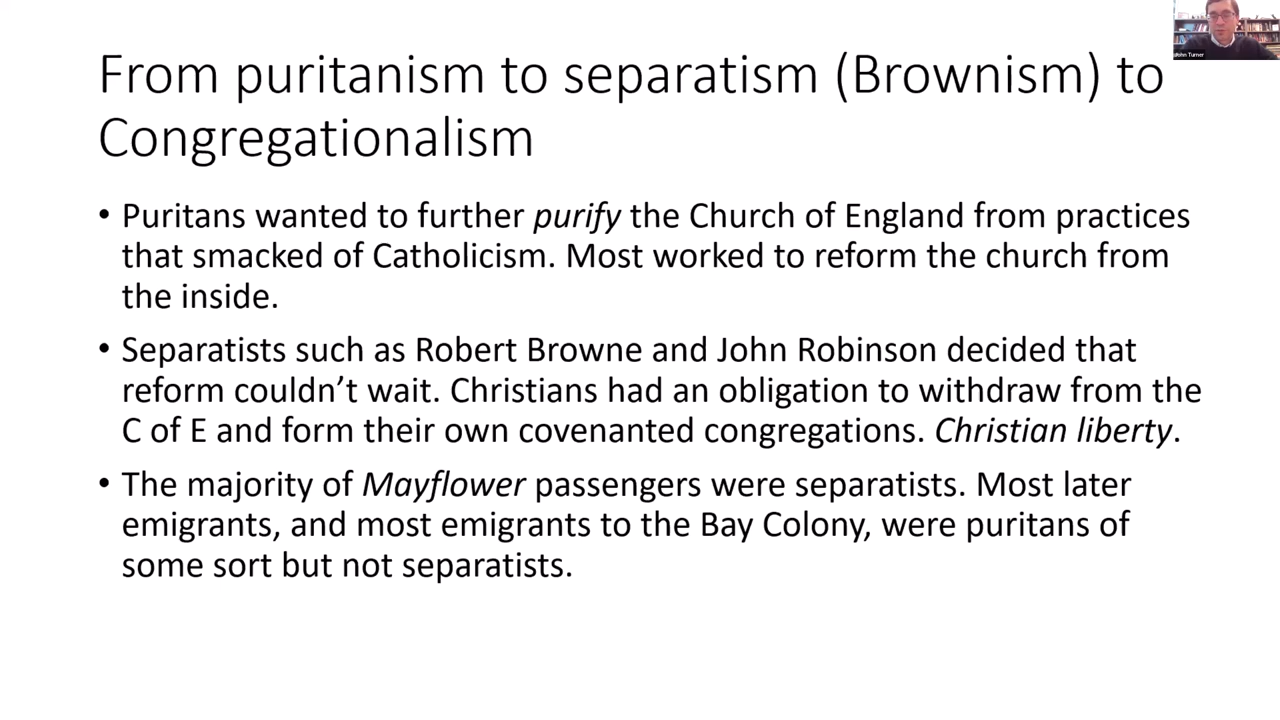 From puritanism to separatism (Brownism) to
Congregationalism
• Puritans wanted to further purify the Church of England from practices
that smacked of Catholicism. Most worked to reform the church from
the inside.
• Separatists such as Robert Browne and John Robinson decided that
reform couldn’t wait. Christians had an obligation to withdraw from the
C of E and form their own covenanted congregations. Christian liberty.
• The majority of Mayflower passengers were separatists. Most later
emigrants, and most emigrants to the Bay Colony, were puritans of
some sort but not separatists.
John Turner